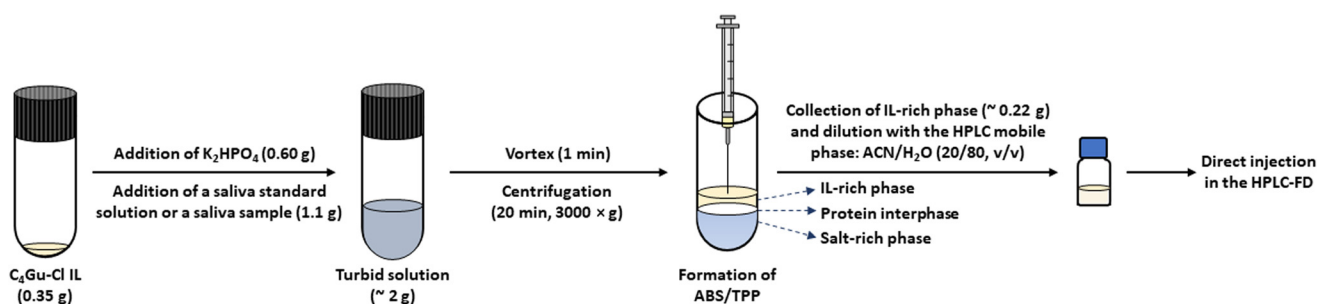 C₄Gu-Cl IL
(0.35 g)
Addition of K₂HPO₄ (0.60 g)
Addition of a saliva standard
solution or a saliva sample (1.1 g)
Turbid solution
(~ 2 g)
Vortex (1 min)
Centrifugation
(20 min, 3000 × g)
Formation of
ABS/TPP
IL-rich phase
Protein interphase
Salt-rich phase
Collection of IL-rich phase (~ 0.22 g)
and dilution with the HPLC mobile
phase: ACN/H₂O (20/80, v/v)
Direct injection
in the HPLC-FD